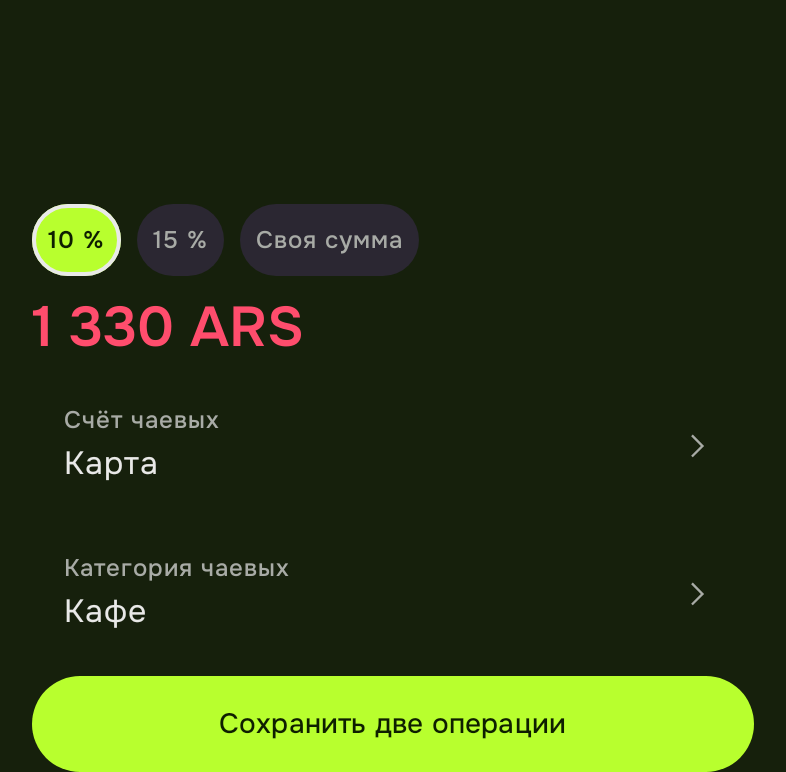 10 % 15 % Своя сумма
1 330 ARS
Счёт чаевых
Карта
Категория чаевых
Кафе
Сохранить две операции